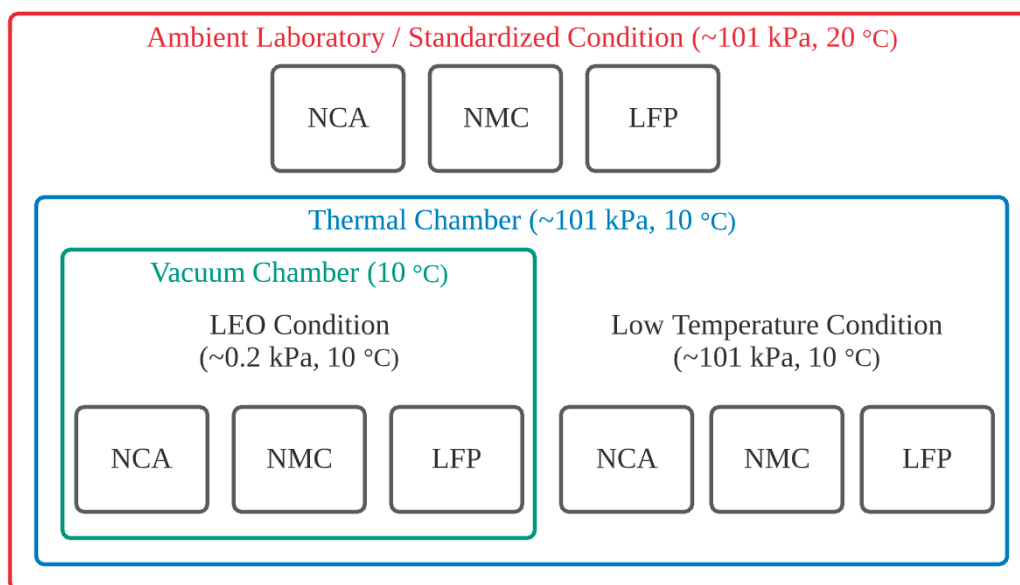 Ambient Laboratory / Standardized Condition (~101 kPa, 20 °C)
NCA
NMC
LFP
Thermal Chamber (~101 kPa, 10 °C)
Vacuum Chamber (10 °C)
LEO Condition
(~0.2 kPa, 10 °C)
NCA
NMC
LFP
Low Temperature Condition
(~101 kPa, 10 °C)
NCA
NMC
LFP